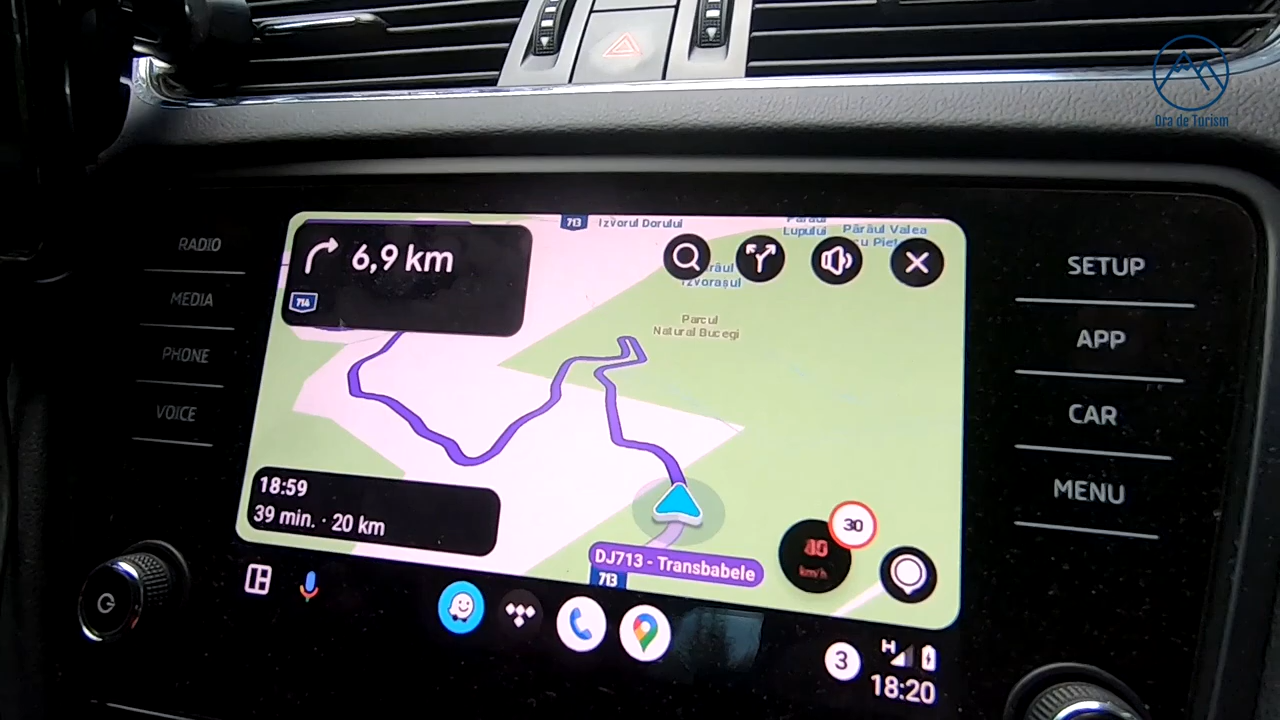 Ora de Turism
RADIO
MEDIA
PHONE
VOICE
6,9 km
714
713
Izvorul Dorului
Pârâul
Lupului
Pârâul Valea
cu Pietr
râul
Izvorașul
Parcul
Natural Bucegi
18:59
39 min. · 20 km
DJ713 - Transbabele
713
30
km/h
3
H
18:20
SETUP
APP
CAR
MENU